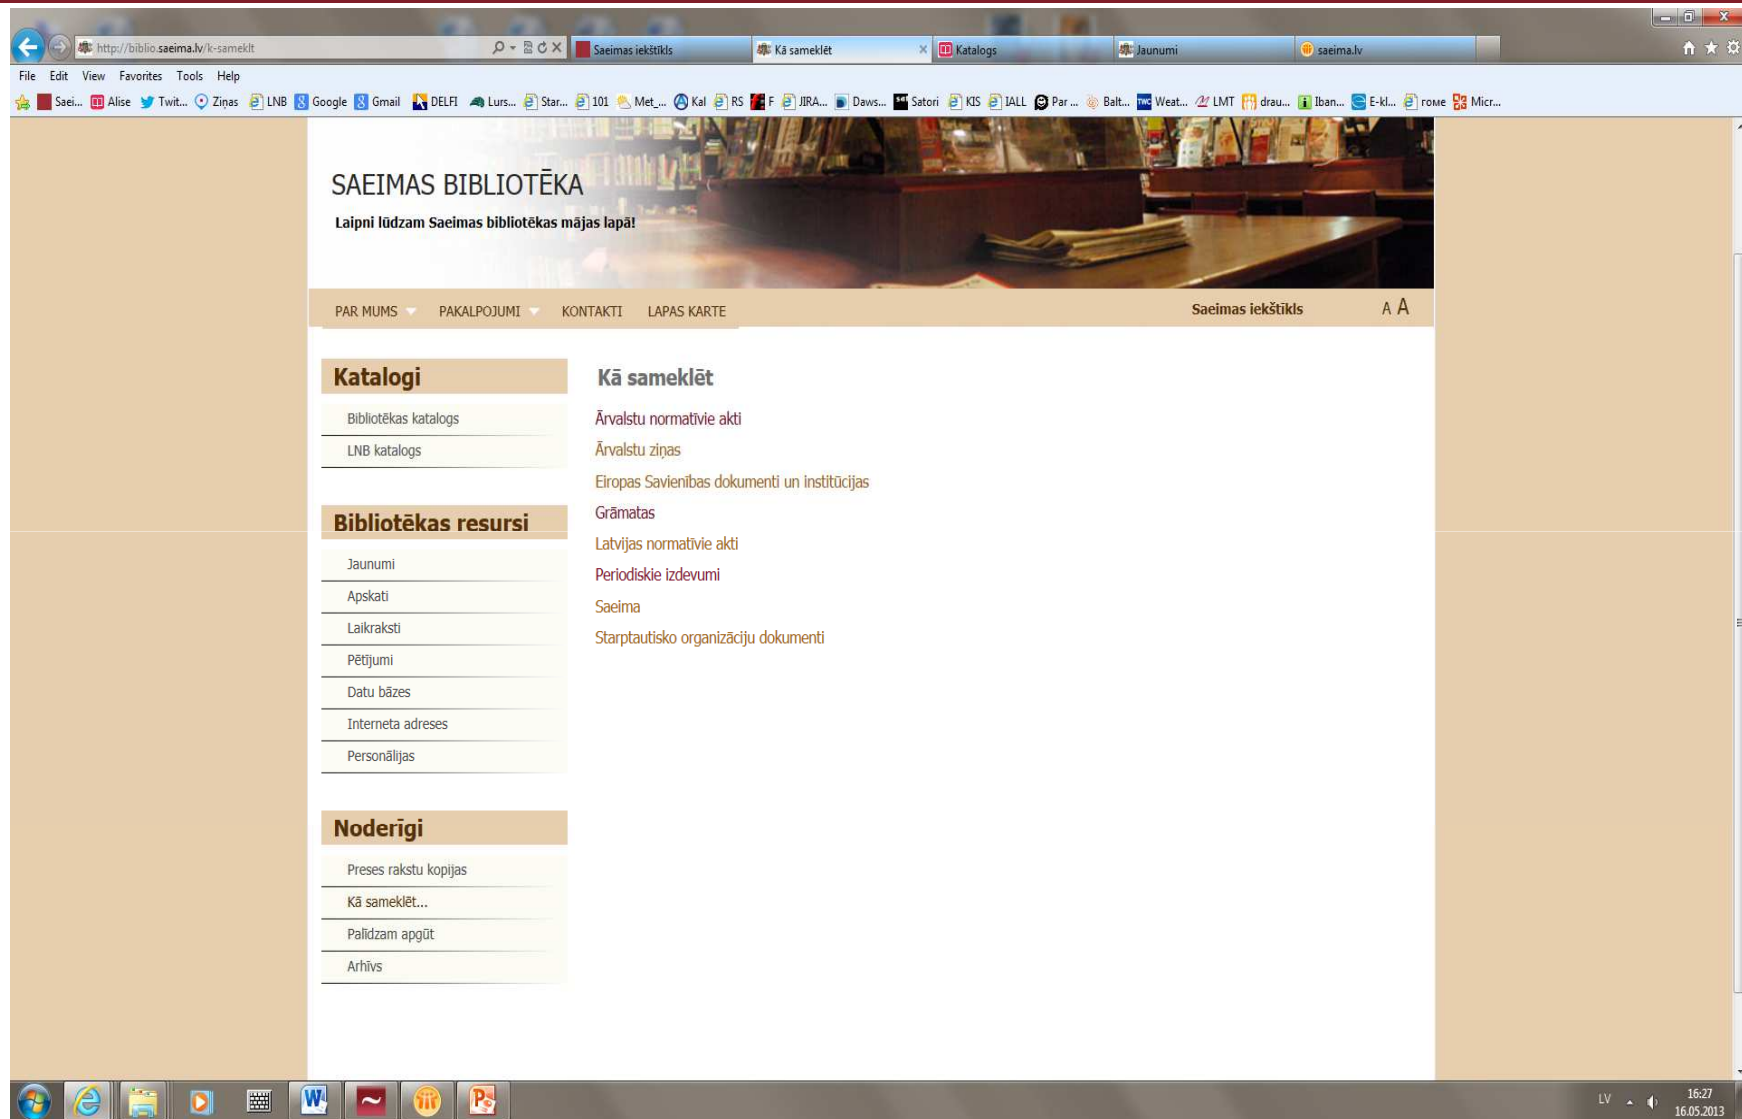 http://biblio.saeima.lv/k-sameklt
Saeimas iekštīkls
Kā sameklēt
Katalogs
Jaunumi
saeima.lv
File Edit View Favorites Tools Help
Saei... Alise Twit... Ziņas LNB Google Gmail DELFI Lurs... Star... 101 Met_... Kal RS F JIRA... Daws... Satori KIS IALL Par ... Balt... Weat... LMT drau... Iban... E-kl... rome Micr...
SAEIMAS BIBLIOTĒKA
Laipni lūdzam Saeimas bibliotēkas mājas lapā!
PAR MUMS PAKALPOJUMI KONTAKTI LAPAS KARTE Saeimas iekštīkls A A
Katalogi
Bibliotēkas katalogs
LNB katalogs
Bibliotēkas resursi
Jaunumi
Apskati
Laikraksti
Pētījumi
Datu bāzes
Interneta adreses
Personālijas
Noderīgi
Preses rakstu kopijas
Kā sameklēt...
Palīdzam apgūt
Arhīvs
Kā sameklēt
Ārvalstu normatīvie akti
Ārvalstu ziņas
Eiropas Savienības dokumenti un institūcijas
Grāmatas
Latvijas normatīvie akti
Periodiskie izdevumi
Saeima
Starptautisko organizāciju dokumenti
LV
16:27
16.05.2013